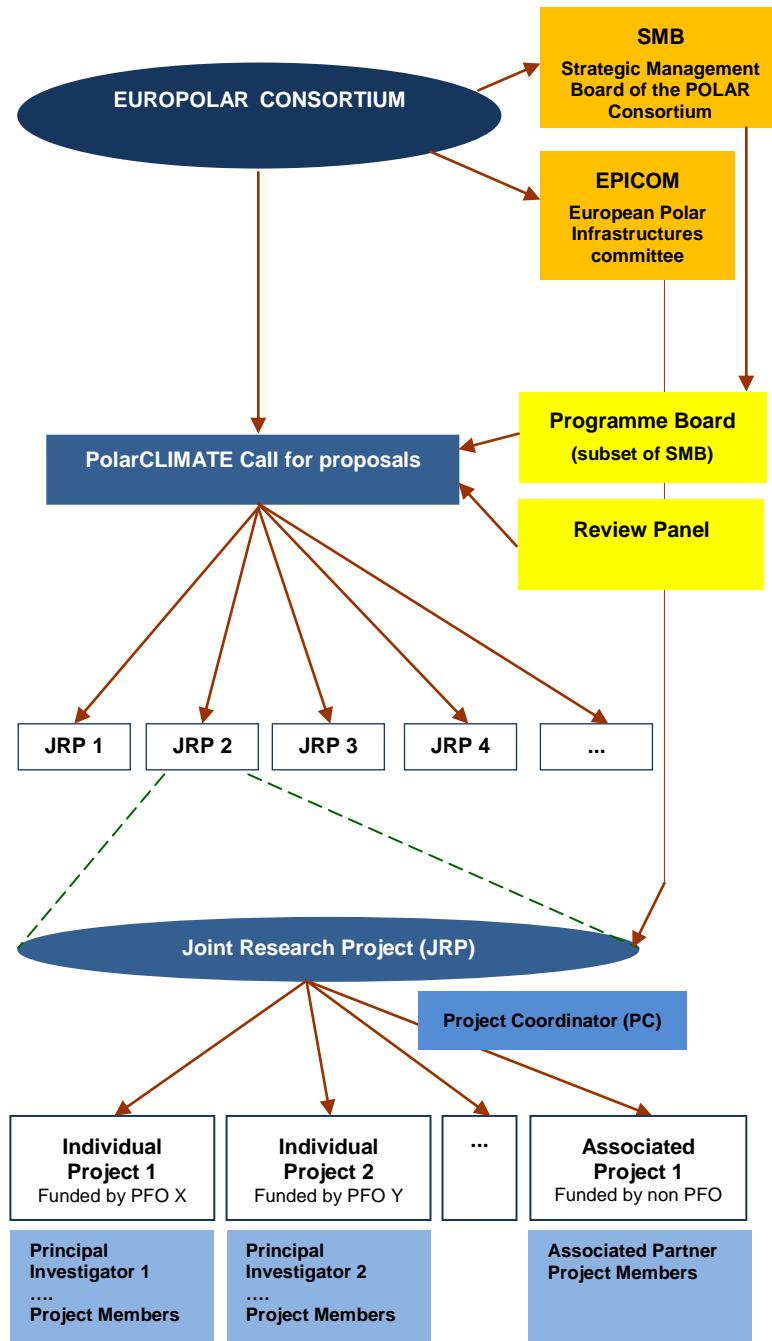 SMB
Strategic Management
Board of the POLAR
Consortium
EUROPOLAR CONSORTIUM
EPICOM
European Polar
Infrastructures
committee
Programme Board
(subset of SMB)
PolarCLIMATE Call for proposals
Review Panel
JRP 1
JRP 2
JRP 3
JRP 4
...
Joint Research Project (JRP)
Project Coordinator (PC)
Individual
Project 1
Funded by PFO X
Individual
Project 2
Funded by PFO Y
...
Associated
Project 1
Funded by non PFO
Principal
Investigator 1
....
Project Members
Principal
Investigator 2
....
Project Members
Associated Partner
Project Members